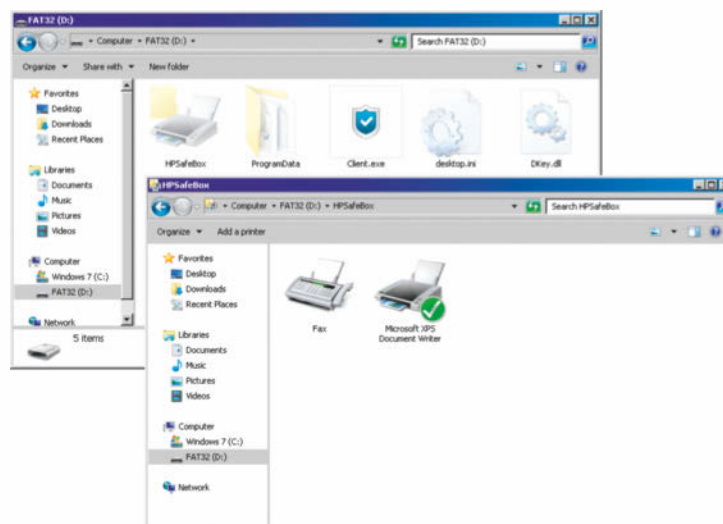 FAT32 (D:)
Computer FAT32 (D:)
Search FAT32 (D:)
Organize Share with New folder
Favorites
Desktop
Downloads
Recent Places
Libraries
Documents
Music
Pictures
Videos
Computer
Windows 7 (C:)
FAT32 (D:)
Network
5 items
HPSafeBox ProgramData Client.exe desktop.ini DKey.dll
HPSafeBox
Computer FAT32 (D:) HPSafeBox
Search HPSafeBox
Organize Add a printer
Favorites
Desktop
Downloads
Recent Places
Libraries
Documents
Music
Pictures
Videos
Computer
Windows 7 (C:)
FAT32 (D:)
Network
Fax
Microsoft XPS
Document Writer